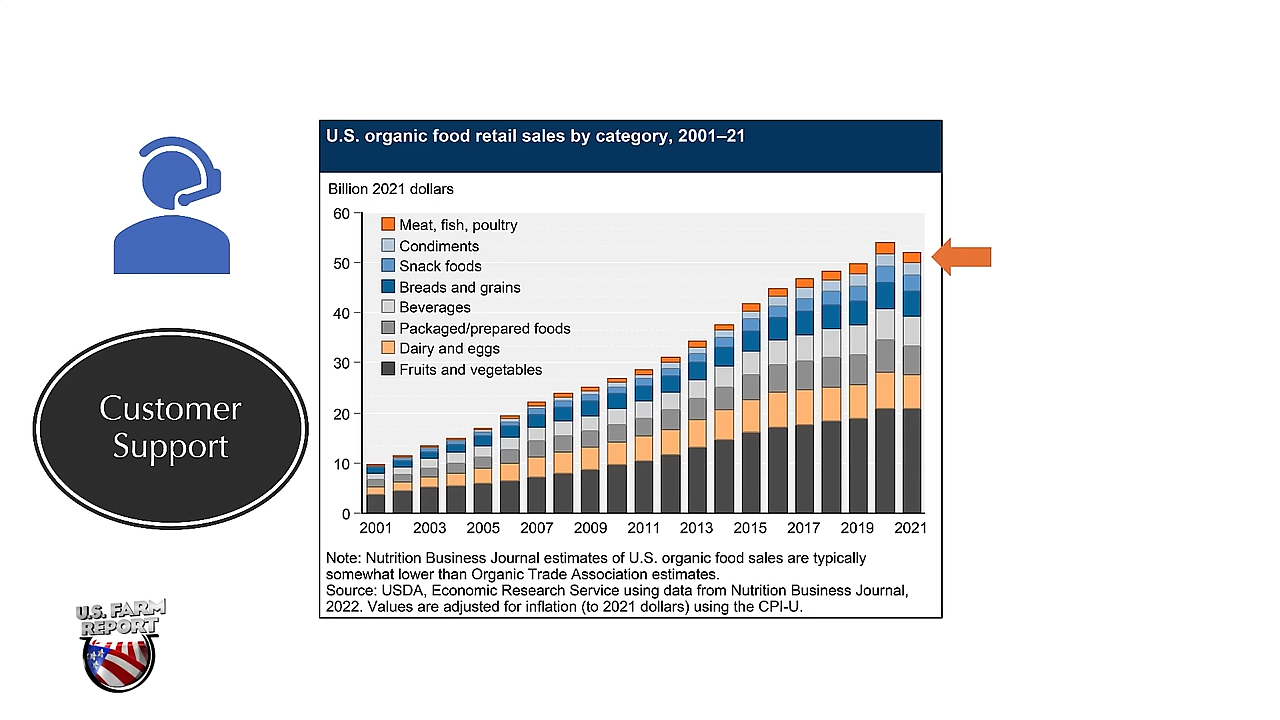 U.S. organic food retail sales by category, 2001–21
Billion 2021 dollars
60
50
40
30
20
10
0
Meat, fish, poultry
Condiments
Snack foods
Breads and grains
Beverages
Packaged/prepared foods
Dairy and eggs
Fruits and vegetables
2001 2003 2005 2007 2009 2011 2013 2015 2017 2019 2021
Note: Nutrition Business Journal estimates of U.S. organic food sales are typically
somewhat lower than Organic Trade Association estimates.
Source: USDA, Economic Research Service using data from Nutrition Business Journal,
2022. Values are adjusted for inflation (to 2021 dollars) using the CPI-U.
Customer
Support
U.S. FARM
REPORT